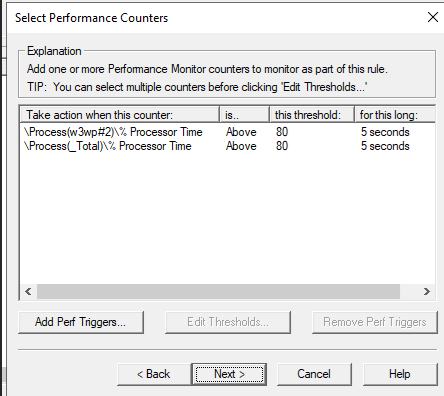 Select Performance Counters
Explanation
Add one or more Performance Monitor counters to monitor as part of this rule.
TIP: You can select multiple counters before clicking 'Edit Thresholds...'
Take action when this counter: is.. this threshold: for this long:
\Process(w3wp#2)\% Processor Time Above 80 5 seconds
\Process(_Total)\% Processor Time Above 80 5 seconds
Add Perf Triggers... Edit Thresholds... Remove Perf Triggers
< Back Next > Cancel Help